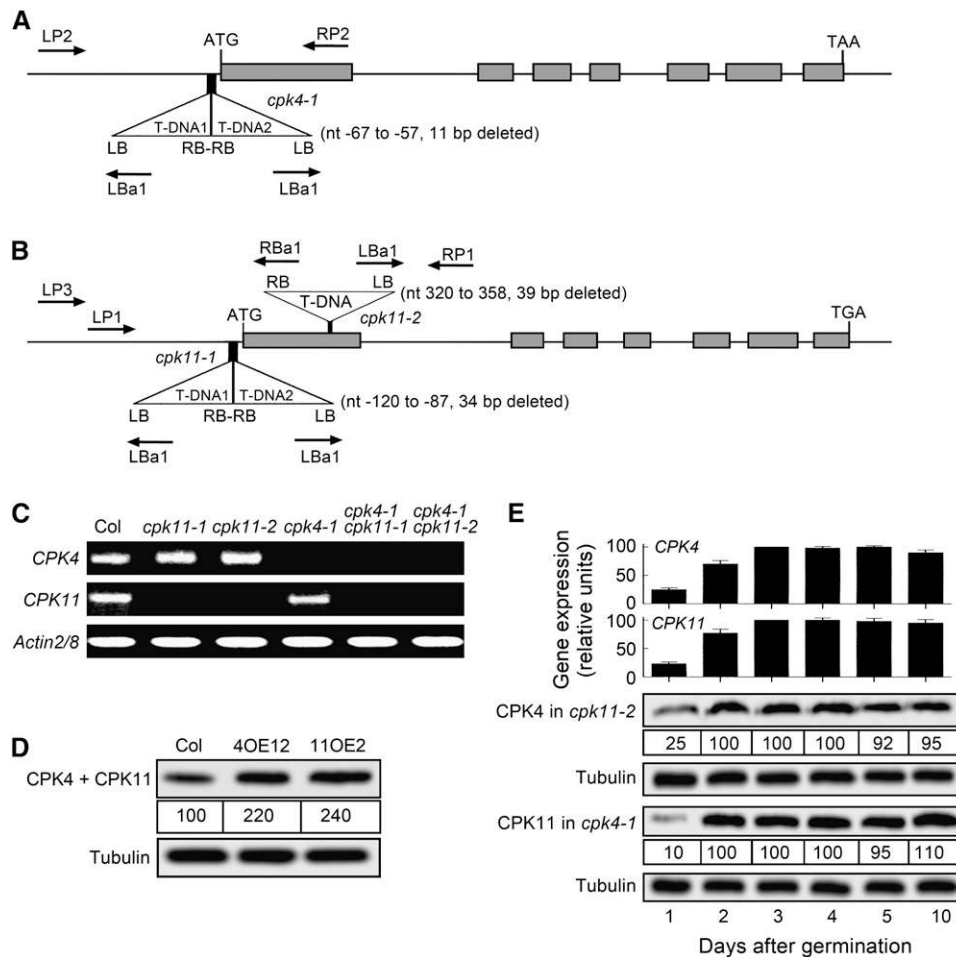 A
LP2
ATG
RP2
TAA
cpk4-1
T-DNA1 T-DNA2
(nt -67 to -57, 11 bp deleted)
LB RB-RB LB
LBa1 LBa1
B
RBa1 LBa1 RP1
LP3
RB LB
T-DNA
(nt 320 to 358, 39 bp deleted)
LP1
ATG
cpk11-2
TGA
cpk11-1
T-DNA1 T-DNA2
(nt -120 to -87, 34 bp deleted)
LB RB-RB LB
LBa1 LBa1
C
cpk4-1 cpk4-1
Col cpk11-1 cpk11-2 cpk4-1 cpk11-1 cpk11-2
CPK4
CPK11
Actin2/8
D
Col 4OE12 11OE2
CPK4 + CPK11
100 220 240
Tubulin
E
Gene expression
(relative units)
100
50
0
CPK4
100
50
0
CPK11
CPK4 in cpk11-2
25 100 100 100 92 95
Tubulin
CPK11 in cpk4-1
10 100 100 100 95 110
Tubulin
1 2 3 4 5 10
Days after germination